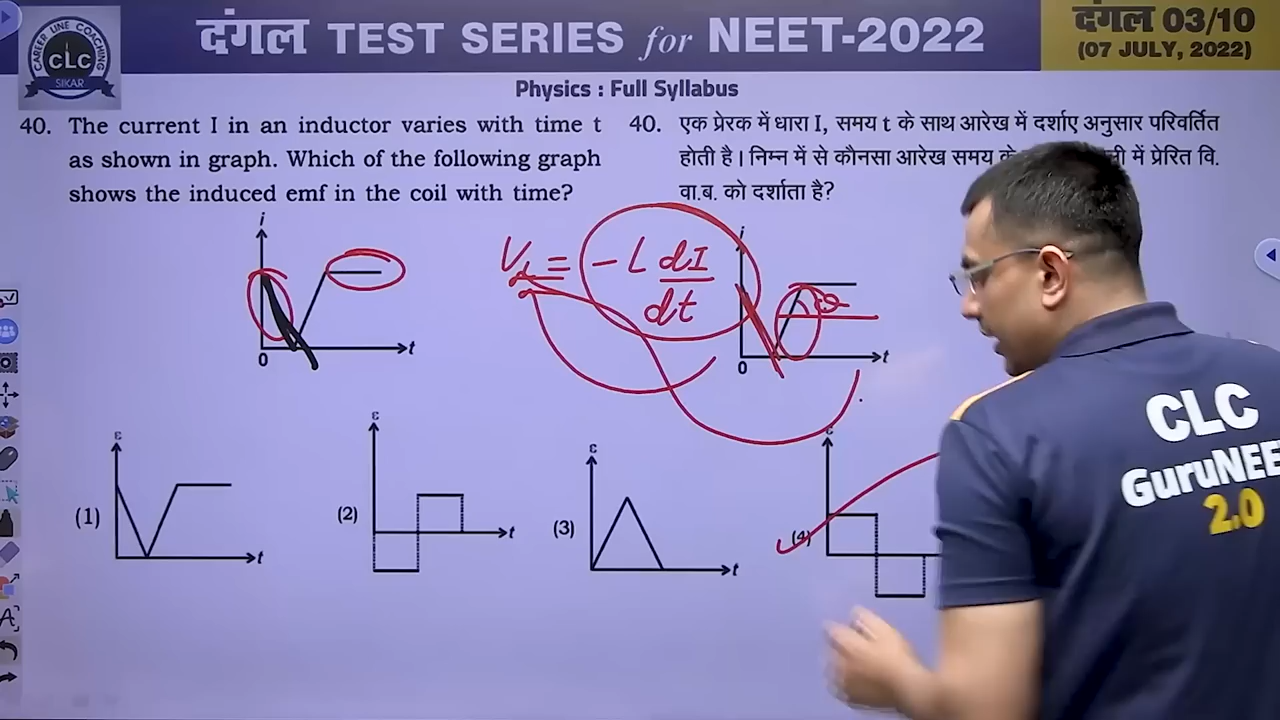 दंगल TEST SERIES for NEET-2022
दंगल 03/10
(07 JULY, 2022)
CAREER LINE COACHING
CLC
SIKAR
Physics : Full Syllabus
40. The current I in an inductor varies with time t
as shown in graph. Which of the following graph
shows the induced emf in the coil with time?
40. एक प्रेरक में धारा I, समय t के साथ आरेख में दर्शाए अनुसार परिवर्तित
होती है। निम्न में से कौनसा आरेख समय में प्रेरित वि.
वा.ब. को दर्शाता है?
i
0
t
V_L = - L dI/dt
i
0
t
(1)
ε
t
(2)
ε
t
(3)
ε
t
(4)
ε
CLC
GuruNEE
2.0